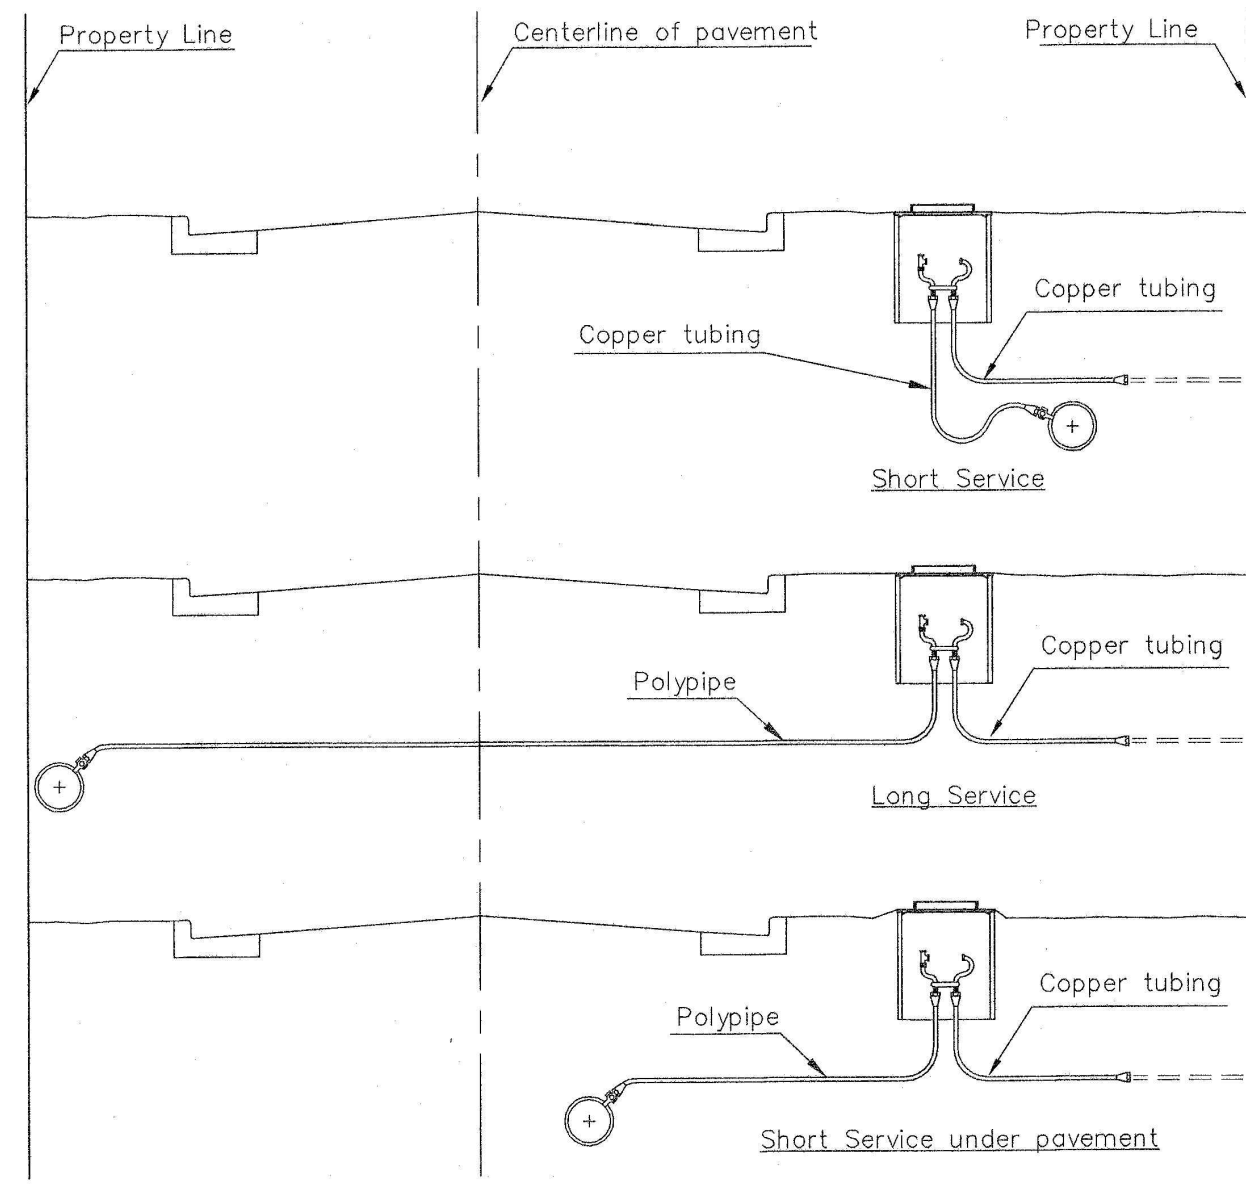 Property Line
Centerline of pavement
Property Line
Copper tubing
Copper tubing
Short Service
Copper tubing
Polypipe
Long Service
Copper tubing
Polypipe
Short Service under pavement